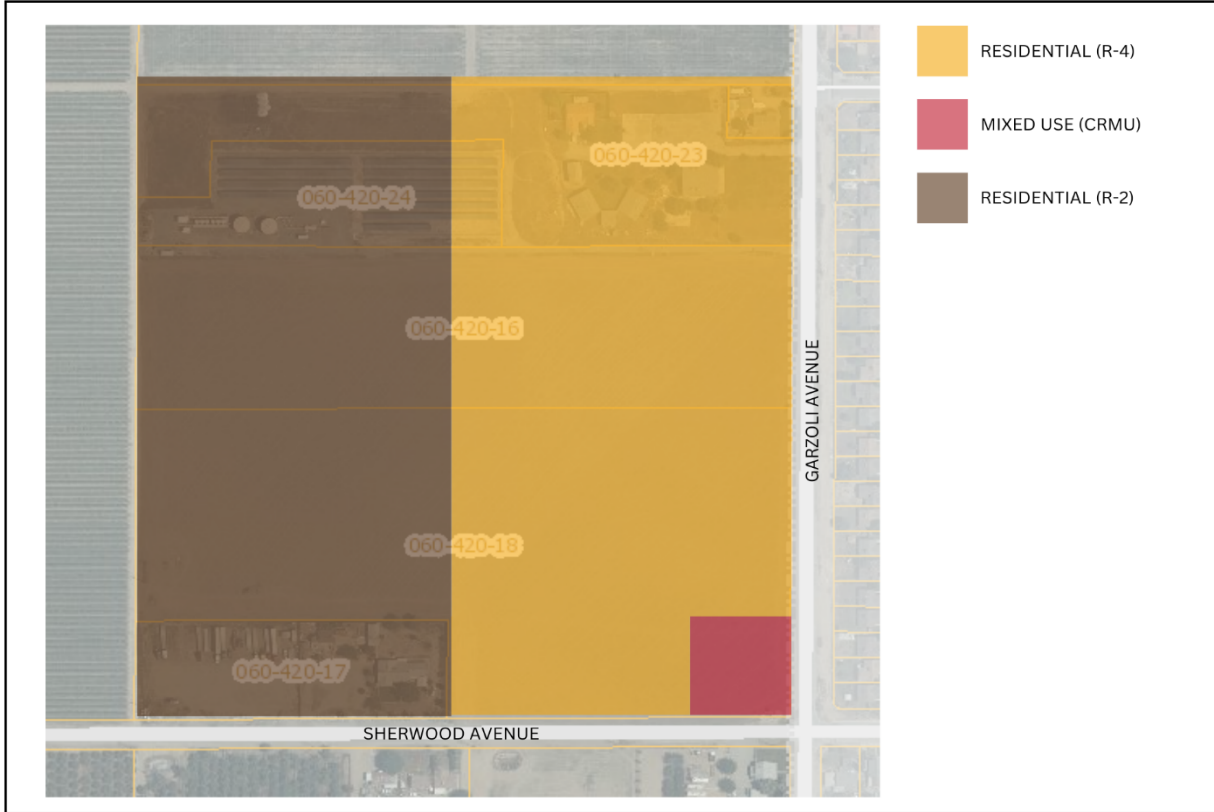 RESIDENTIAL (R-4)
MIXED USE (CRMU)
RESIDENTIAL (R-2)
060-420-23
060-420-24
060-420-16
GARZOLI AVENUE
060-420-18
060-420-17
SHERWOOD AVENUE